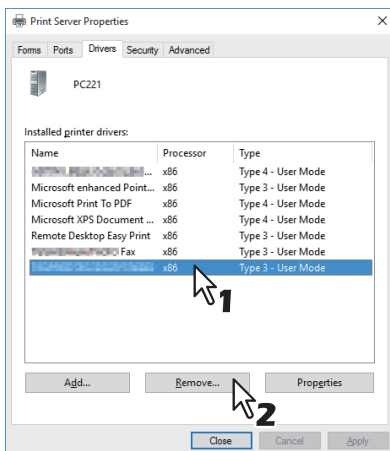 Print Server Properties
Forms Ports Drivers Security Advanced
PC221
Installed printer drivers:
Name Processor Type
... x86 Type 4 - User Mode
Microsoft enhanced Point... x86 Type 3 - User Mode
Microsoft Print To PDF x86 Type 4 - User Mode
Microsoft XPS Document ... x86 Type 4 - User Mode
Remote Desktop Easy Print x86 Type 3 - User Mode
Fax x86 Type 3 - User Mode
x86 Type 3 - User Mode
1
Add... Remove... Properties
2
Close Cancel Apply